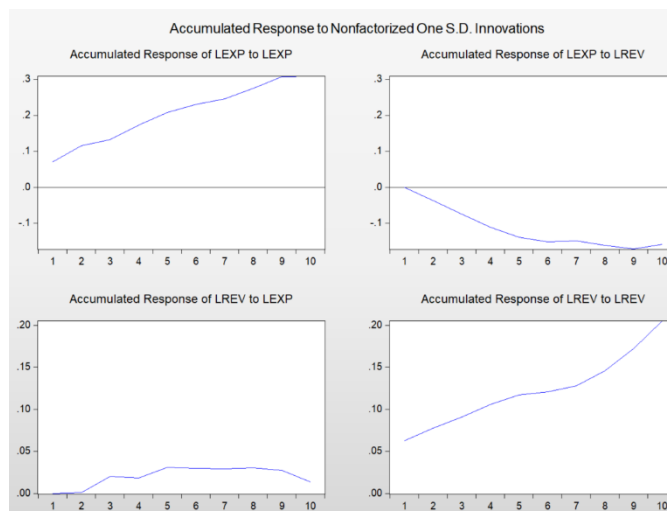 Accumulated Response to Nonfactorized One S.D. Innovations
Accumulated Response of LEXP to LEXP
.3
.2
.1
.0
-.1
1 2 3 4 5 6 7 8 9 10
Accumulated Response of LEXP to LREV
.3
.2
.1
.0
-.1
1 2 3 4 5 6 7 8 9 10
Accumulated Response of LREV to LEXP
.20
.15
.10
.05
.00
1 2 3 4 5 6 7 8 9 10
Accumulated Response of LREV to LREV
.20
.15
.10
.05
.00
1 2 3 4 5 6 7 8 9 10